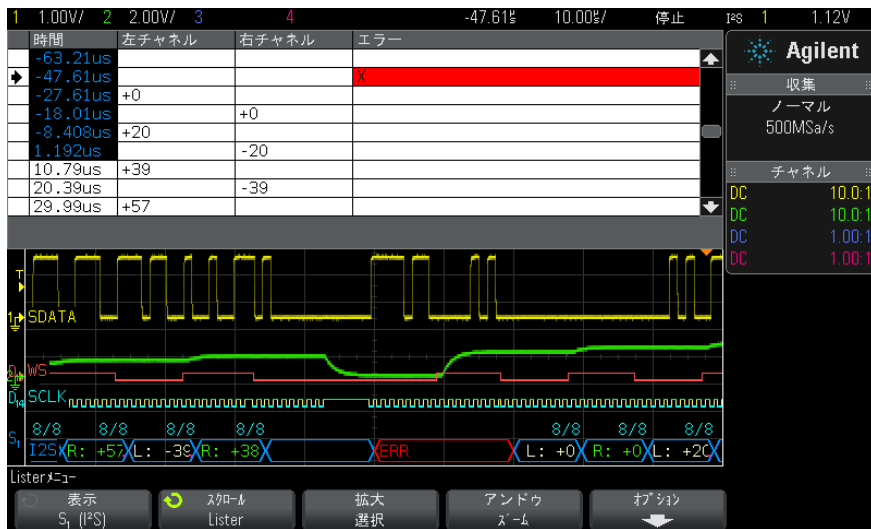 1 1.00V/ 2 2.00V/ 3 4 -47.61㎲ 10.00㎲/ 停止 I²S 1 1.12V
時間 左チャネル 右チャネル エラー
-63.21us
-47.61us X
-27.61us +0
-18.01us +0
-8.408us +20
1.192us -20
10.79us +39
20.39us -39
29.99us +57
Agilent
収集
ノーマル
500MSa/s
チャネル
DC 10.0:1
DC 10.0:1
DC 1.00:1
DC 1.00:1
T
1 SDATA
WS
D14 SCLK
8/8 8/8 8/8 8/8 8/8 8/8 8/8
S1 I2S R: +57 L: -39 R: +38 ERR L: +0 R: +0 L: +20
Listerメニュー
表示 スクロール 拡大 アンドゥ オプション
S1 (I²S) Lister 選択 ズーム